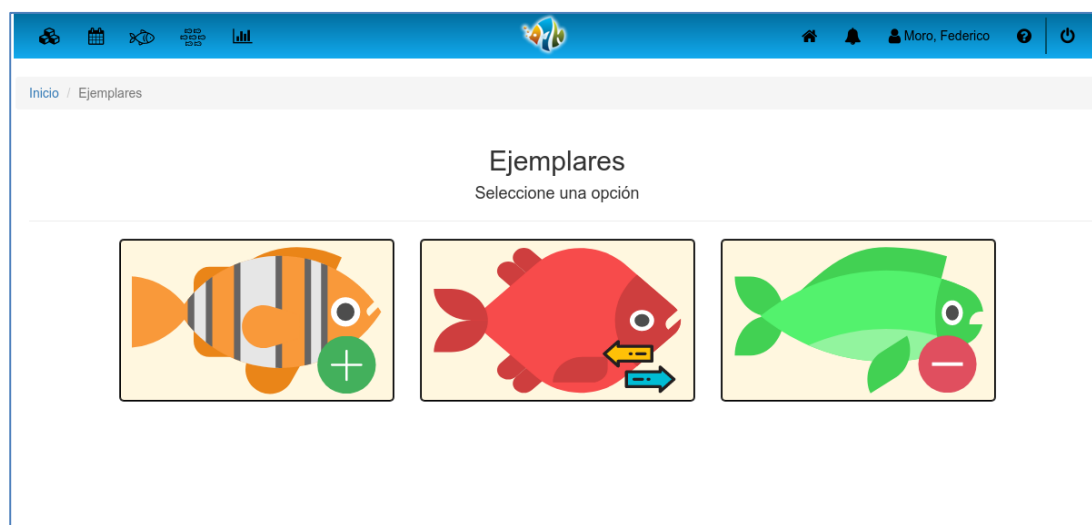 Moro, Federico
Inicio / Ejemplares
Ejemplares
Seleccione una opción